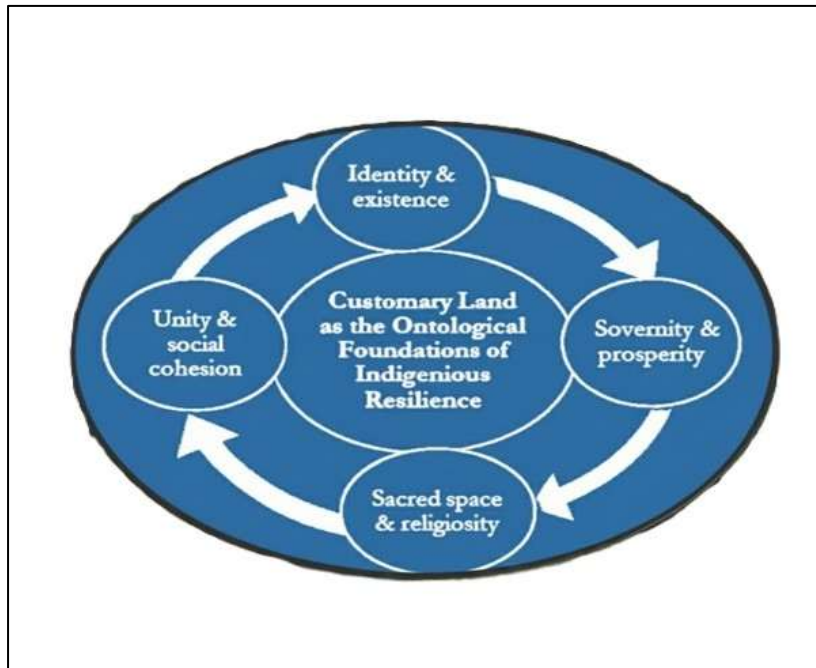 Identity &
existence
Customary Land
as the Ontological
Foundations of
Indigenious
Resilience
Unity &
social
cohesion
Sovernity &
prosperity
Sacred space
& religiosity